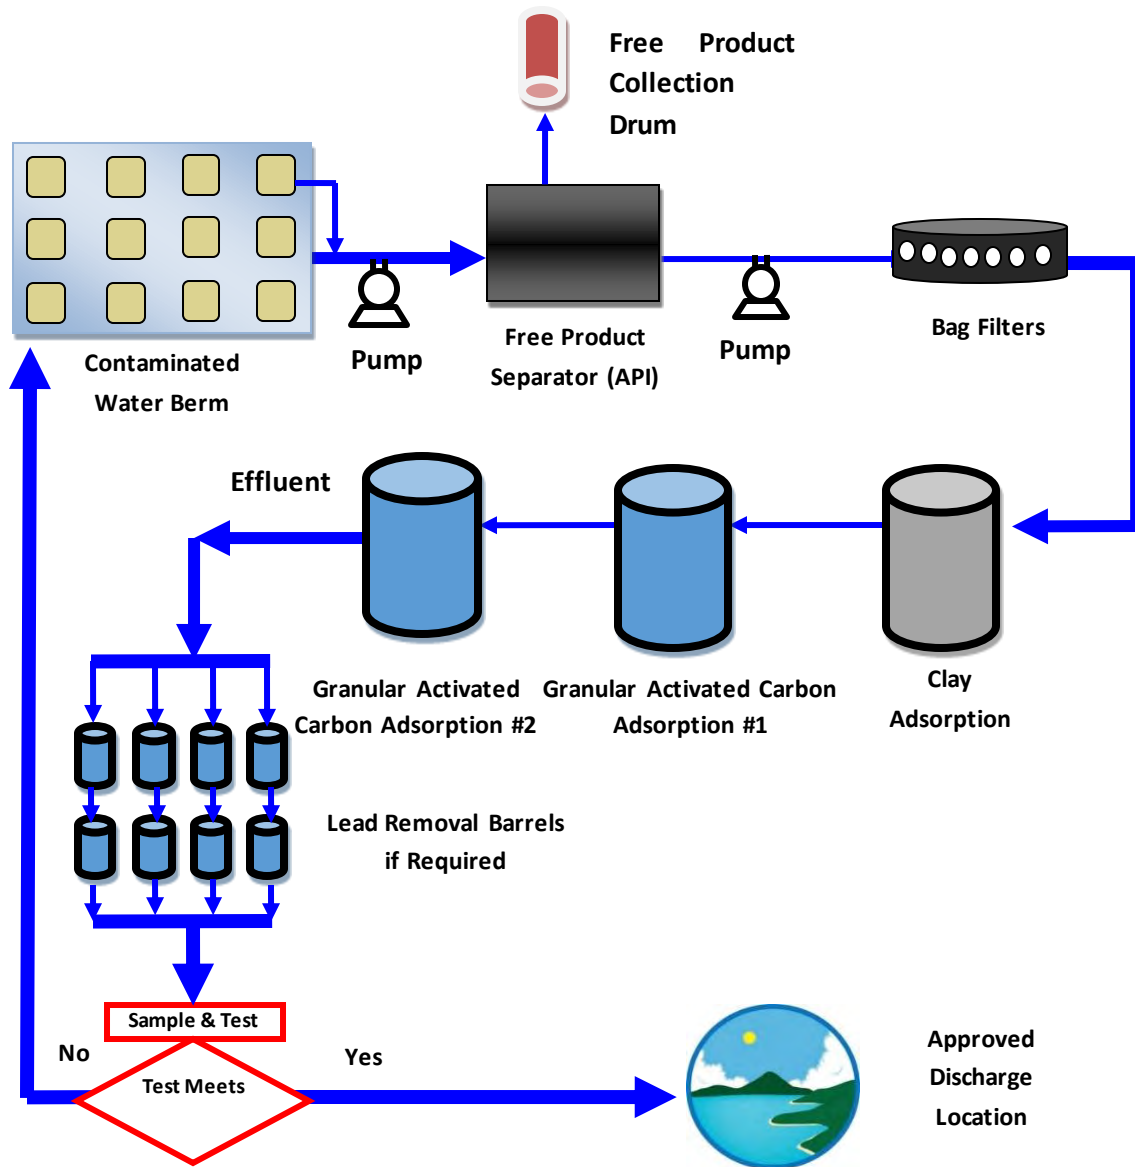 Free Product
Collection
Drum
Contaminated
Water Berm
Pump
Free Product
Separator (API)
Pump
Bag Filters
Effluent
Granular Activated
Carbon Adsorption #2
Granular Activated Carbon
Adsorption #1
Clay
Adsorption
Lead Removal Barrels
if Required
Sample & Test
No
Yes
Test Meets
Approved
Discharge
Location